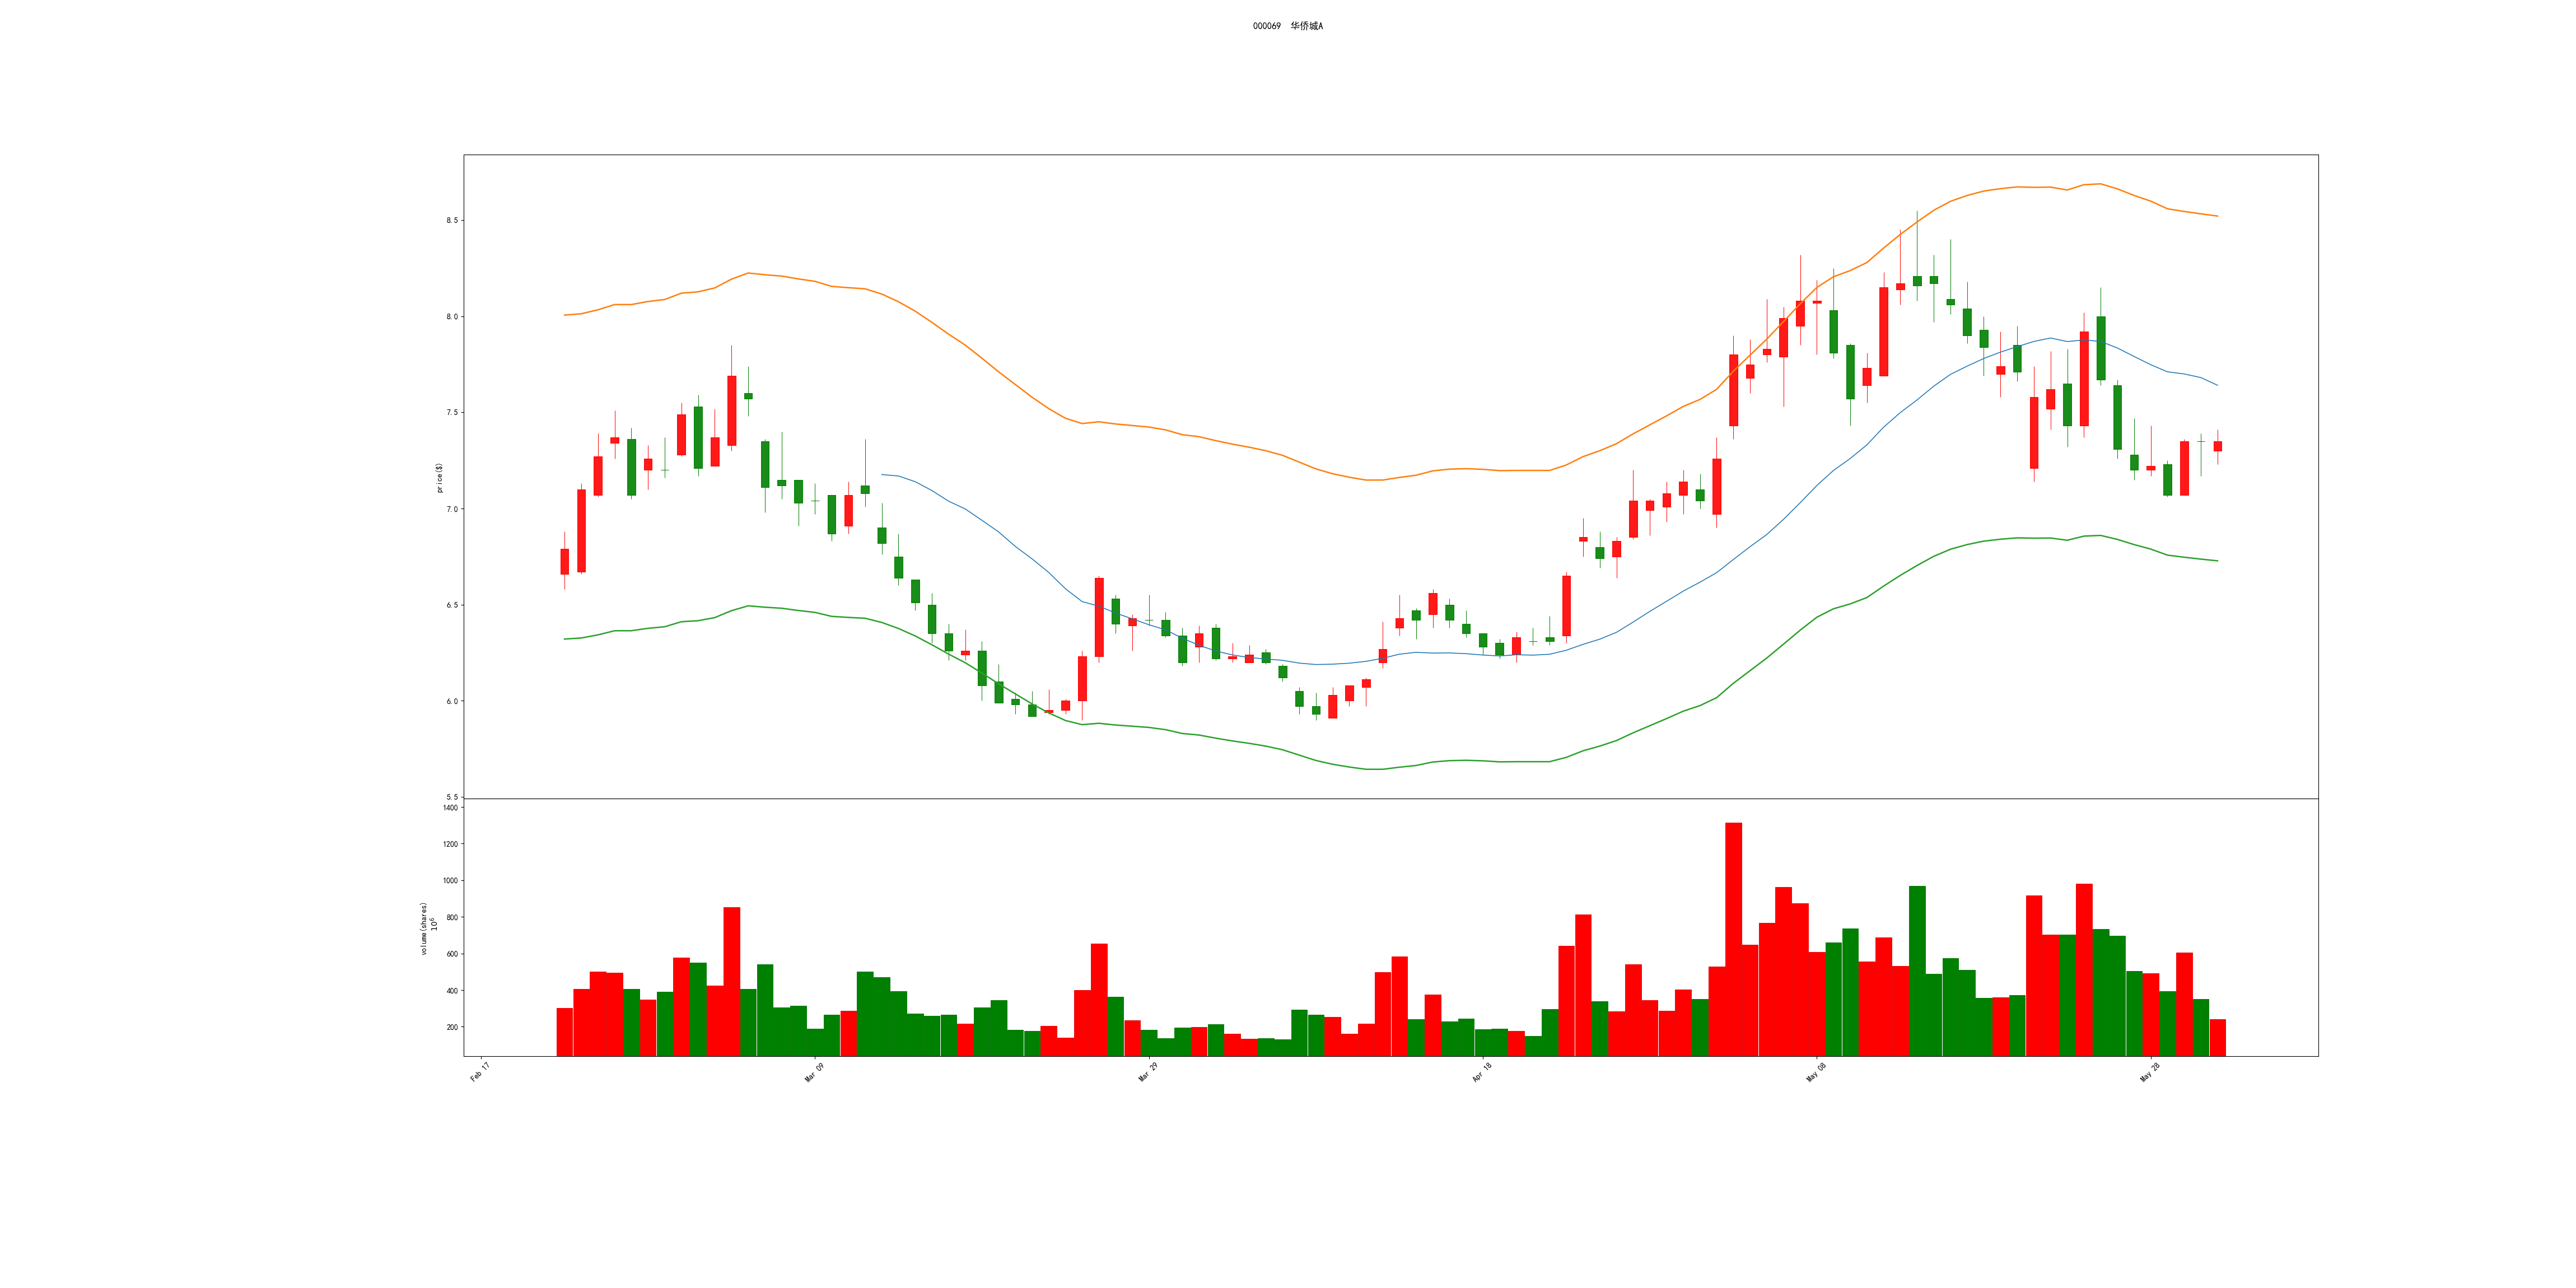 000069 华侨城A
price($)
8.5
8.0
7.5
7.0
6.5
6.0
5.5
volume(shares)
10^6
1400
1200
1000
800
600
400
200
Feb 17
Mar 09
Mar 29
Apr 18
May 08
May 28